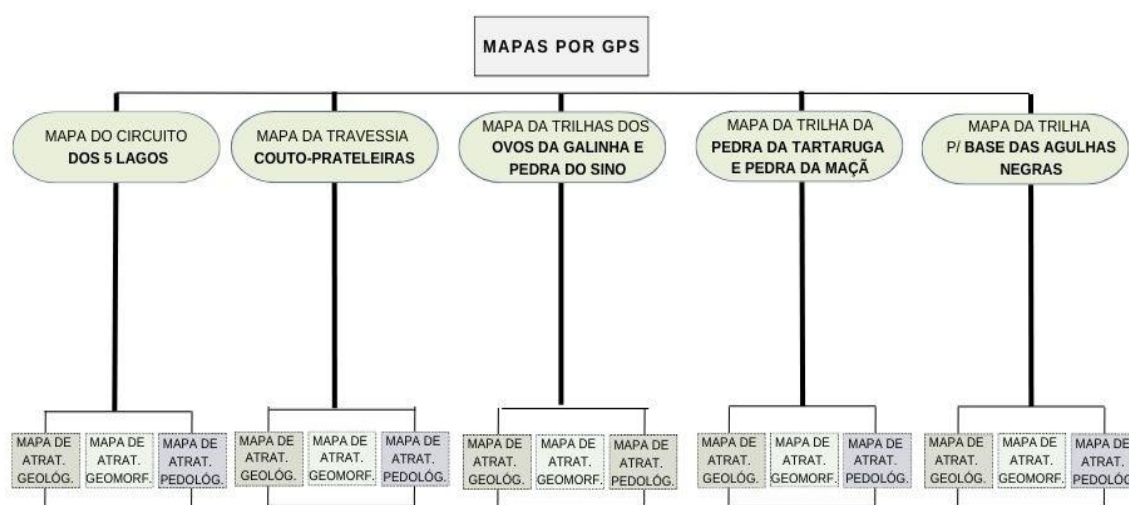 MAPAS POR GPS
MAPA DO CIRCUITO
DOS 5 LAGOS
MAPA DA TRAVESSIA
COUTO-PRATELEIRAS
MAPA DA TRILHAS DOS
OVOS DA GALINHA E
PEDRA DO SINO
MAPA DA TRILHA DA
PEDRA DA TARTARUGA
E PEDRA DA MAÇÃ
MAPA DA TRILHA
P/ BASE DAS AGULHAS
NEGRAS
MAPA DE
ATRAT.
GEOLÓG.
MAPA DE
ATRAT.
GEOMORF.
MAPA DE
ATRAT.
PEDOLÓG.
MAPA DE
ATRAT.
GEOLÓG.
MAPA DE
ATRAT.
GEOMORF.
MAPA DE
ATRAT.
PEDOLÓG.
MAPA DE
ATRAT.
GEOLÓG.
MAPA DE
ATRAT.
GEOMORF.
MAPA DE
ATRAT.
PEDOLÓG.
MAPA DE
ATRAT.
GEOLÓG.
MAPA DE
ATRAT.
GEOMORF.
MAPA DE
ATRAT.
PEDOLÓG.
MAPA DE
ATRAT.
GEOLÓG.
MAPA DE
ATRAT.
GEOMORF.
MAPA DE
ATRAT.
PEDOLÓG.